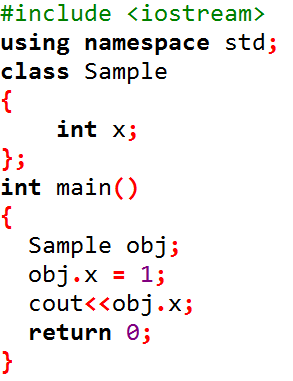 #include <iostream>
using namespace std;
class Sample
{
    int x;
};
int main()
{
  Sample obj;
  obj.x = 1;
  cout<<obj.x;
  return 0;
}